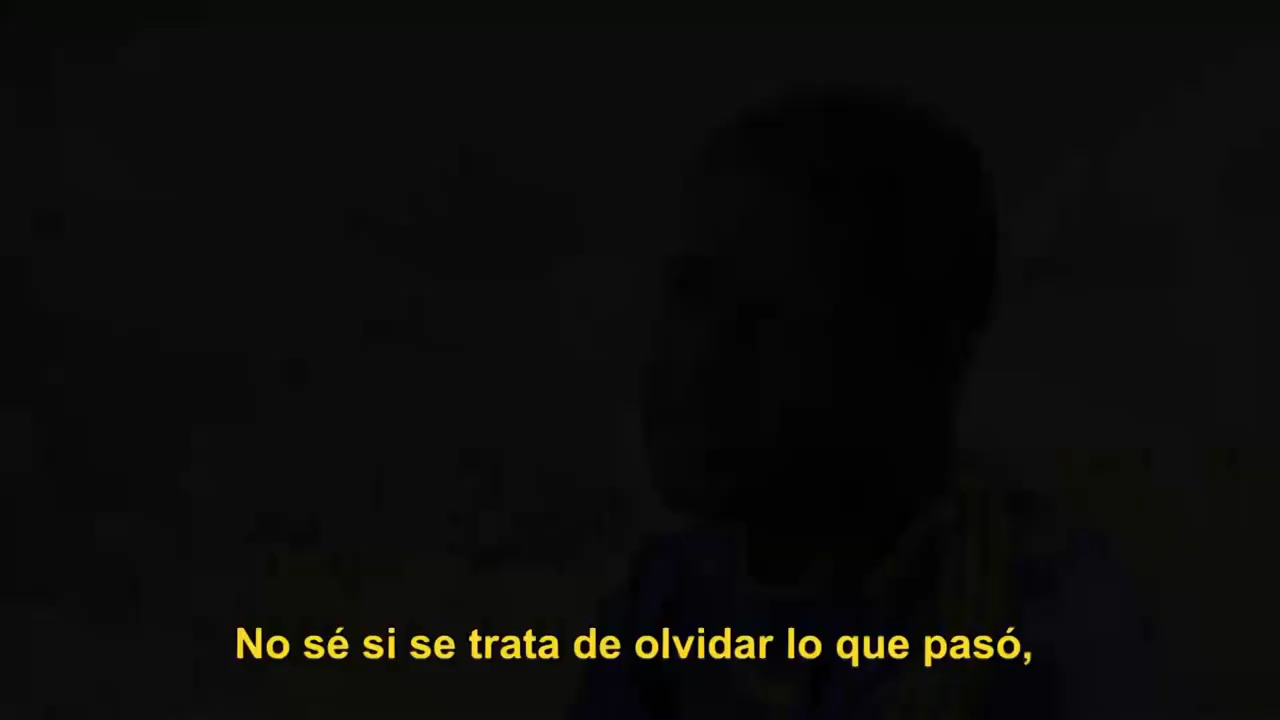 No sé si se trata de olvidar lo que pasó,